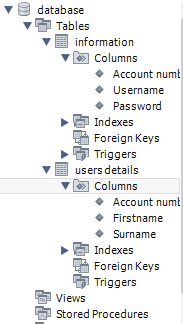 database
Tables
information
Columns
Account numb
Username
Password
Indexes
Foreign Keys
Triggers
users details
Columns
Account numb
Firstname
Surname
Indexes
Foreign Keys
Triggers
Views
Stored Procedures